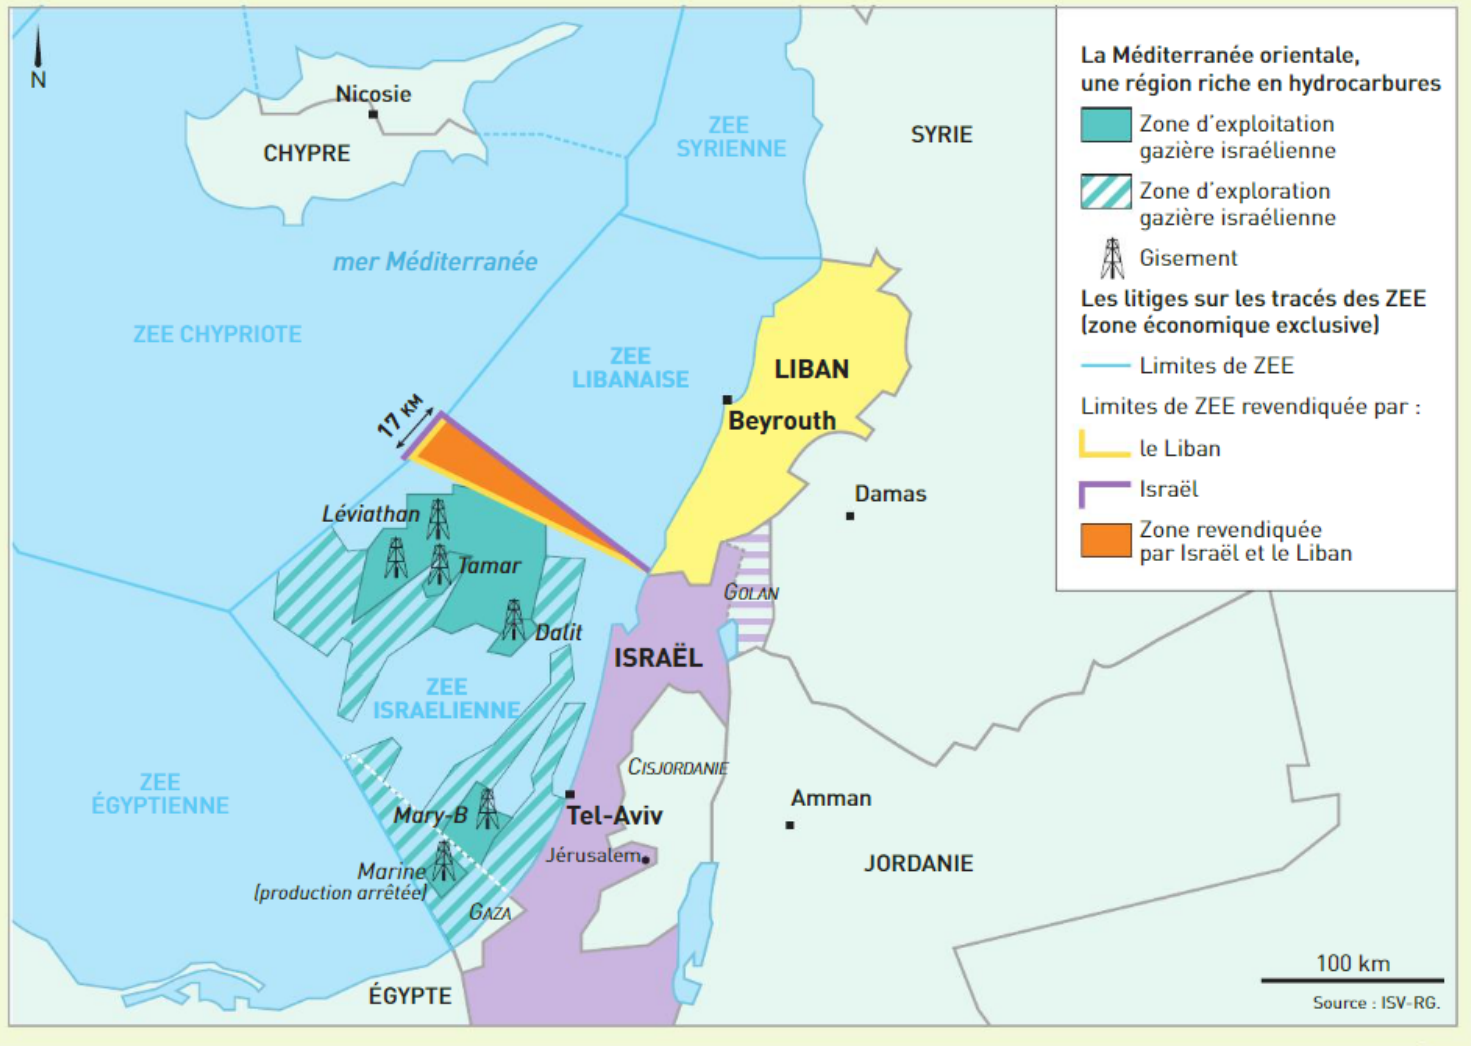 N
Nicosie
CHYPRE
ZEE
SYRIENNE
SYRIE
mer Méditerranée
ZEE CHYPRIOTE
ZEE
LIBANAISE
LIBAN
Beyrouth
17 KM
Damas
Léviathan
Tamar
Dalit
GOLAN
ISRAËL
ZEE
ISRAELIENNE
CISJORDANIE
ZEE
ÉGYPTIENNE
Mary-B
Tel-Aviv
Amman
Jérusalem
JORDANIE
Marine
(production arrêtée)
GAZA
ÉGYPTE
La Méditerranée orientale,
une région riche en hydrocarbures
Zone d'exploitation
gazière israélienne
Zone d'exploration
gazière israélienne
Gisement
Les litiges sur les tracés des ZEE
(zone économique exclusive)
Limites de ZEE
Limites de ZEE revendiquée par :
le Liban
Israël
Zone revendiquée
par Israël et le Liban
100 km
Source : ISV-RG.